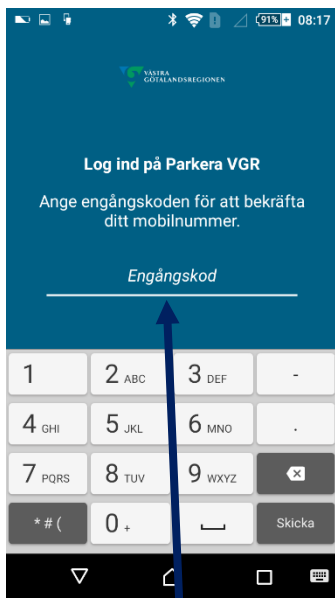 91% 08:17
VÄSTRA
GÖTALANDSREGIONEN
Log ind på Parkera VGR
Ange engångskoden för att bekräfta
ditt mobilnummer.
Engångskod
1 2 ABC 3 DEF -
4 GHI 5 JKL 6 MNO .
7 PQRS 8 TUV 9 WXYZ
* # ( 0 + Skicka